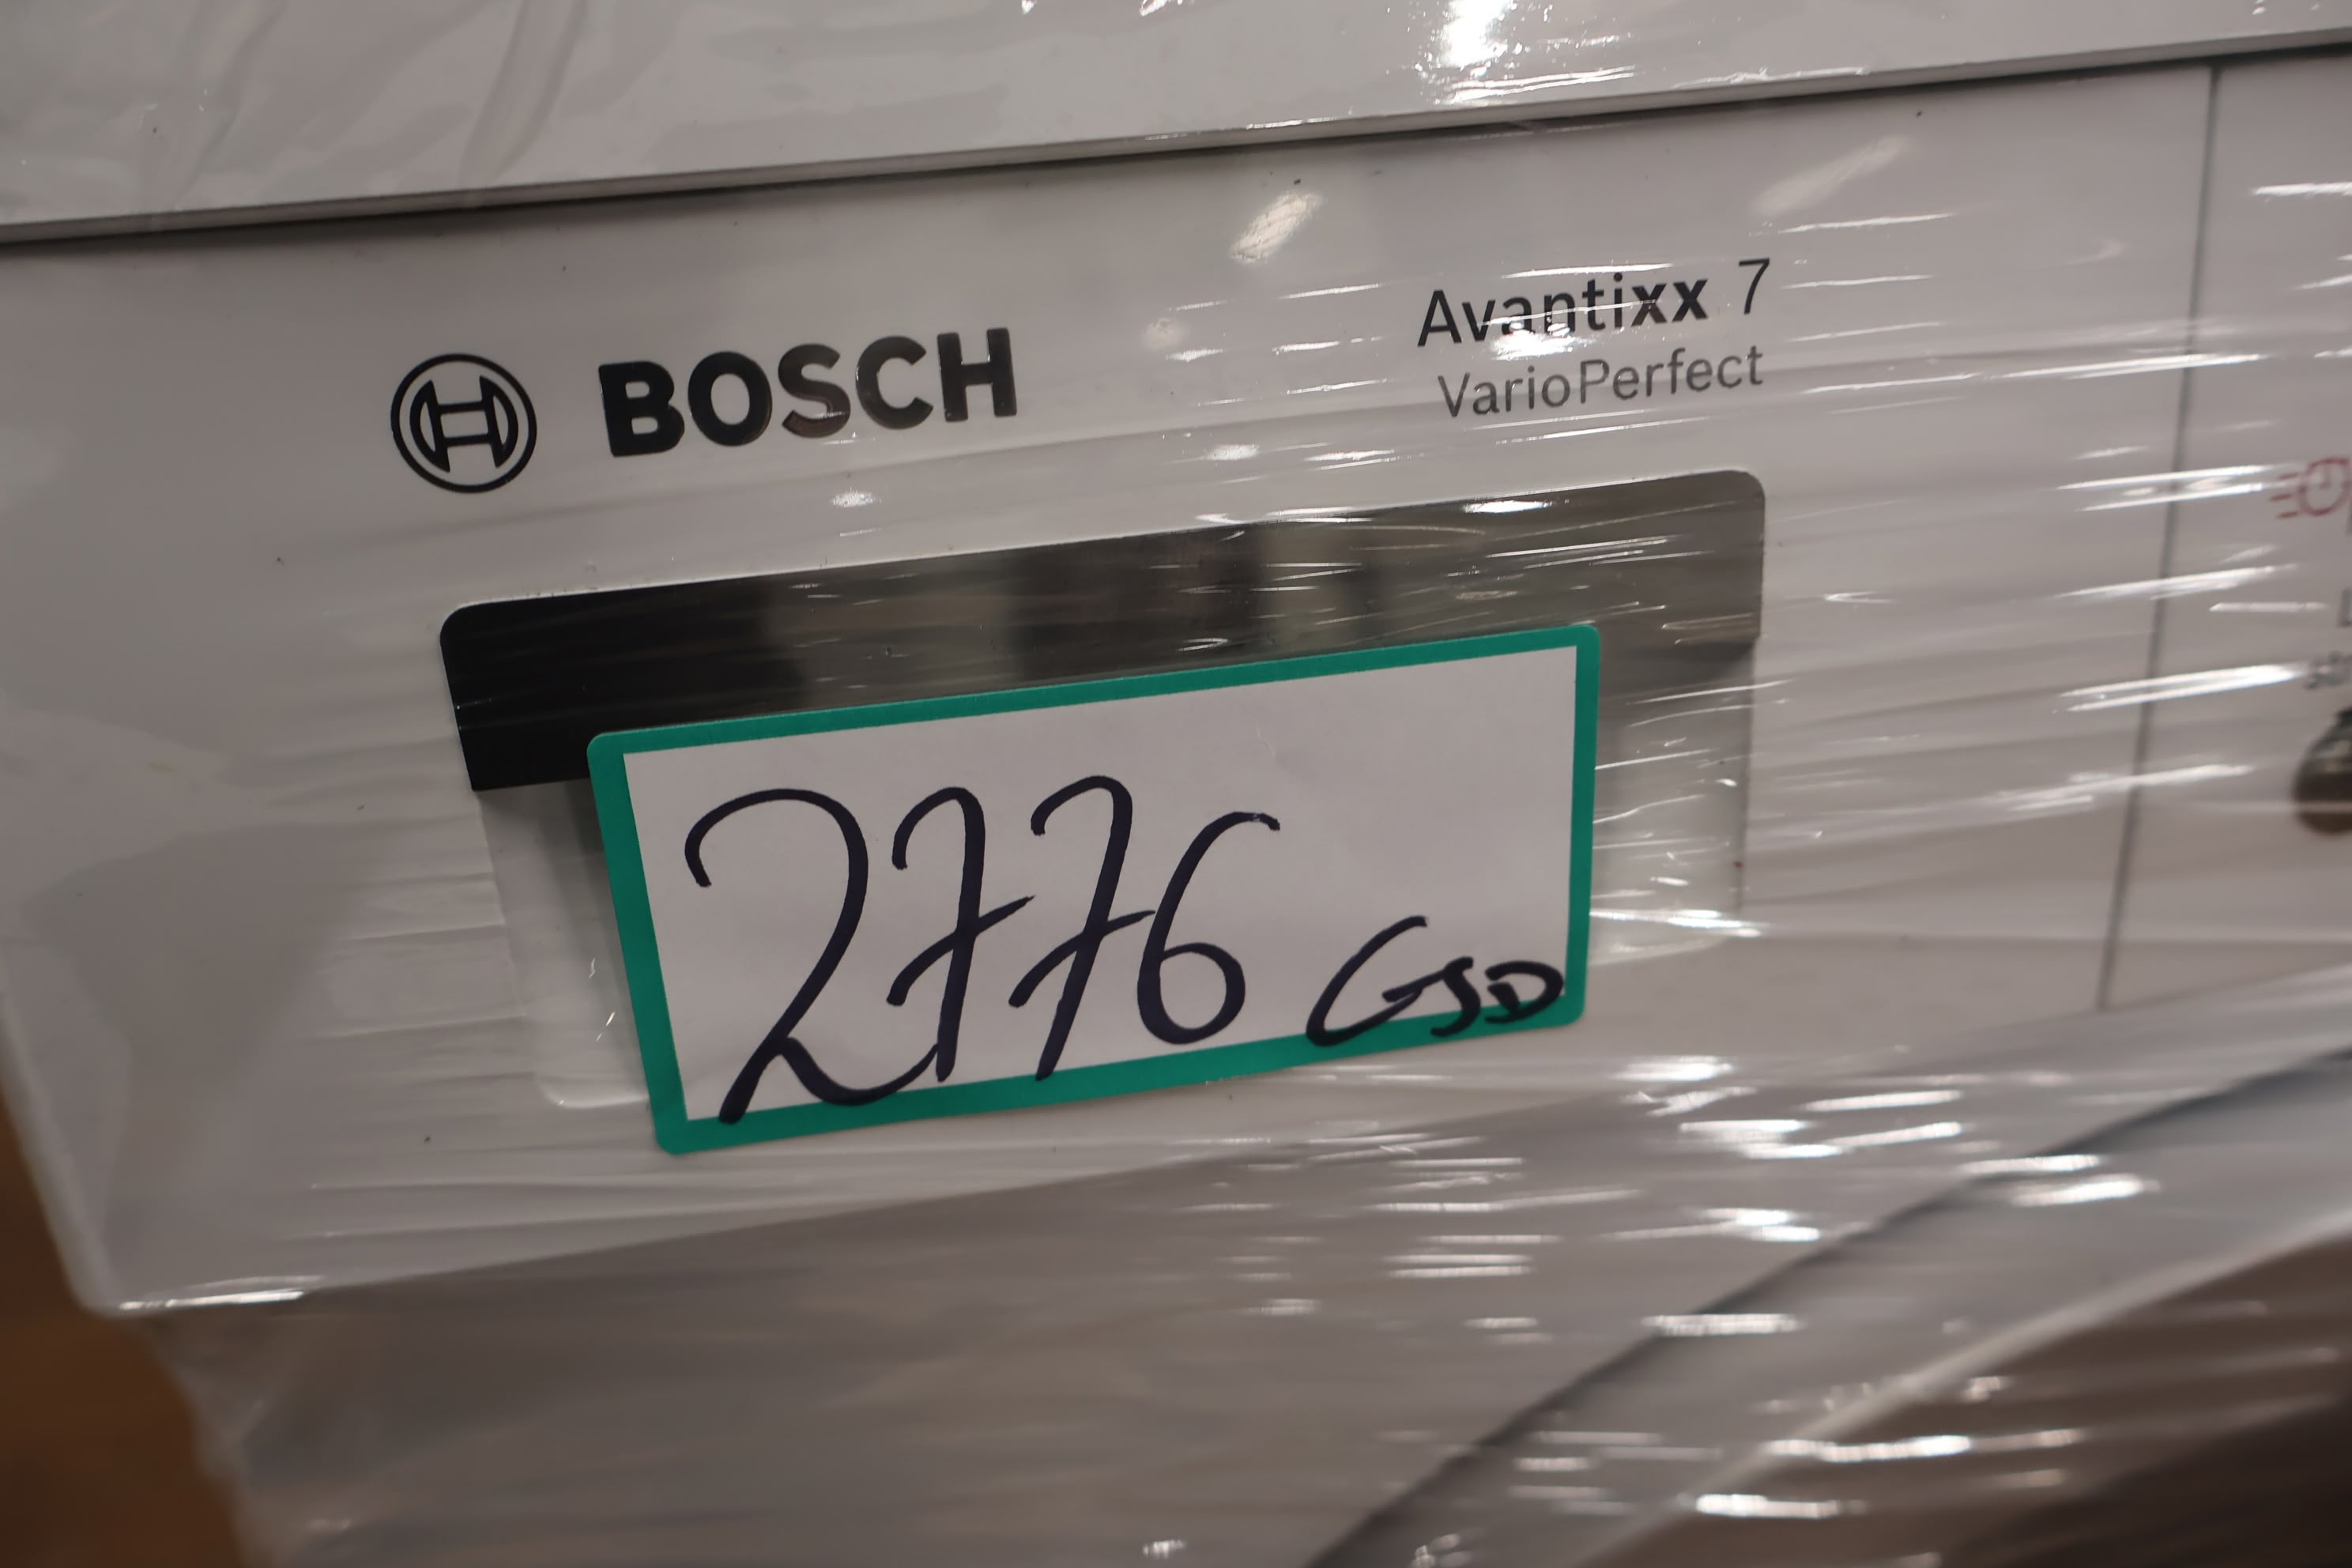 BOSCH
Avantixx 7
VarioPerfect
2776 GSD